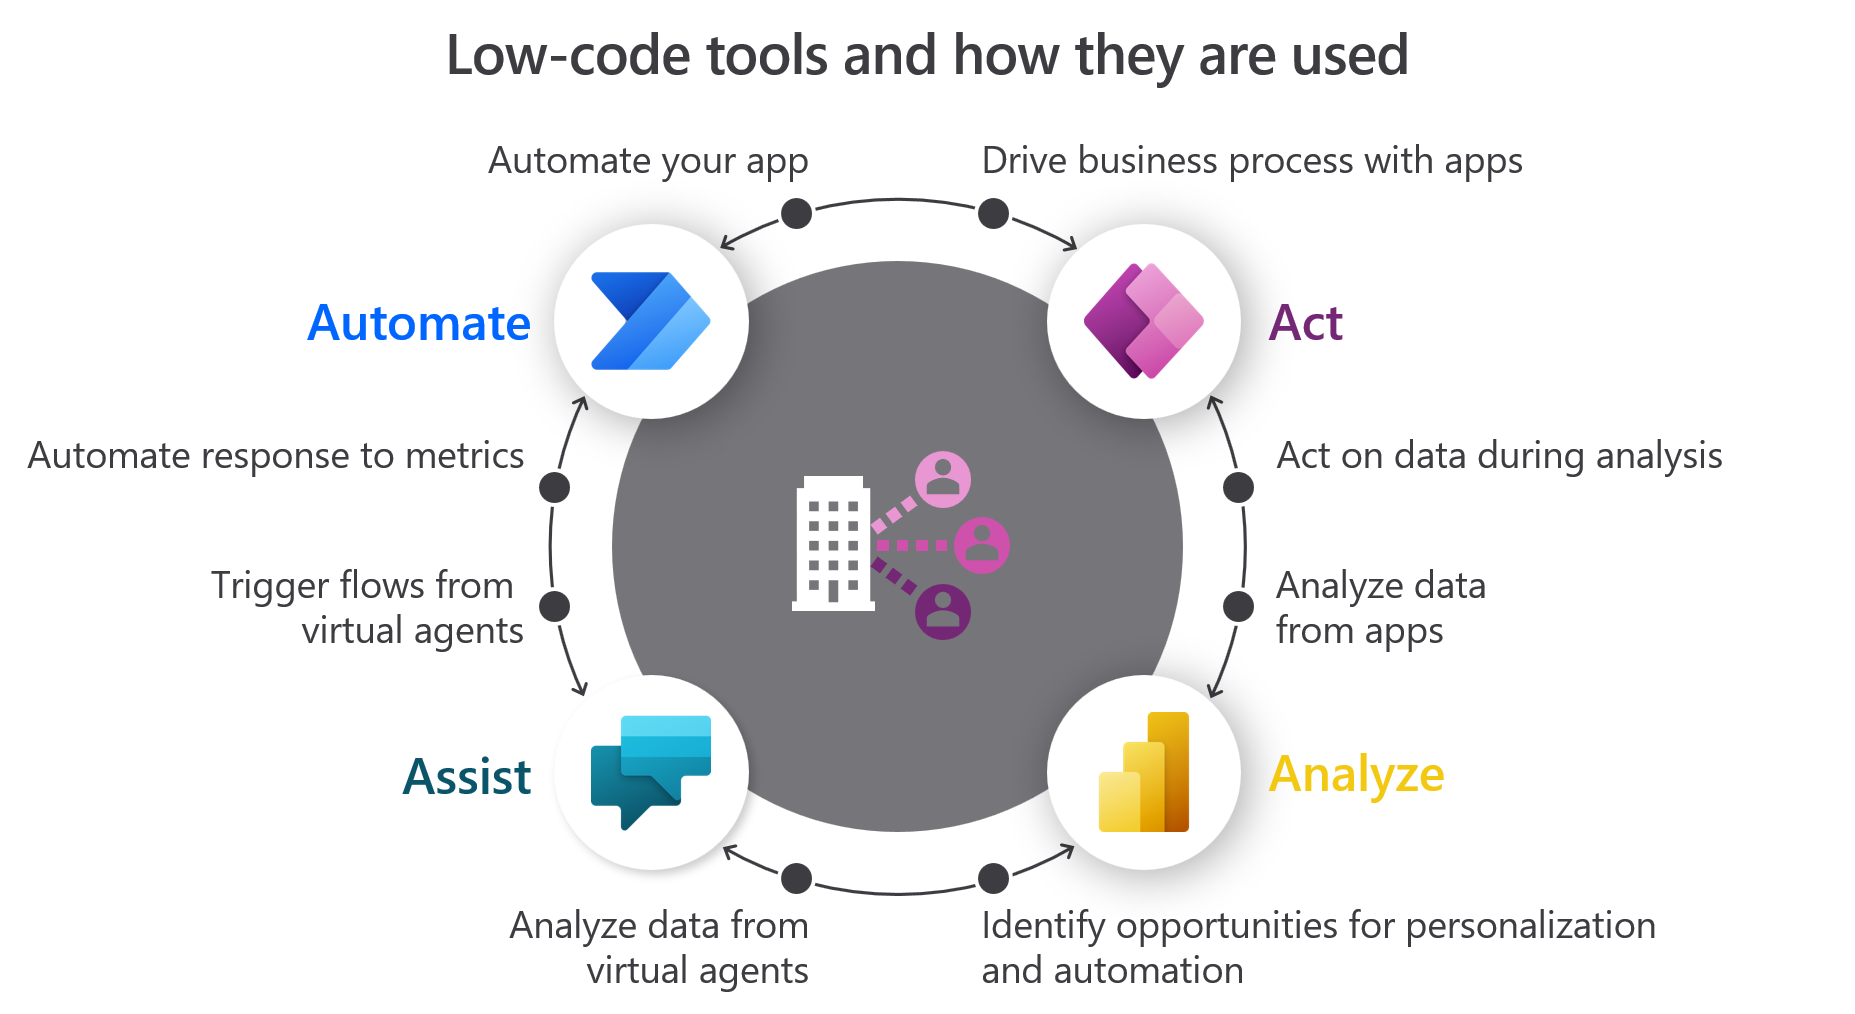 Low-code tools and how they are used
Automate your app
Drive business process with apps
Automate
Act
Automate response to metrics
Act on data during analysis
Trigger flows from
virtual agents
Analyze data
from apps
Assist
Analyze
Analyze data from
virtual agents
Identify opportunities for personalization
and automation